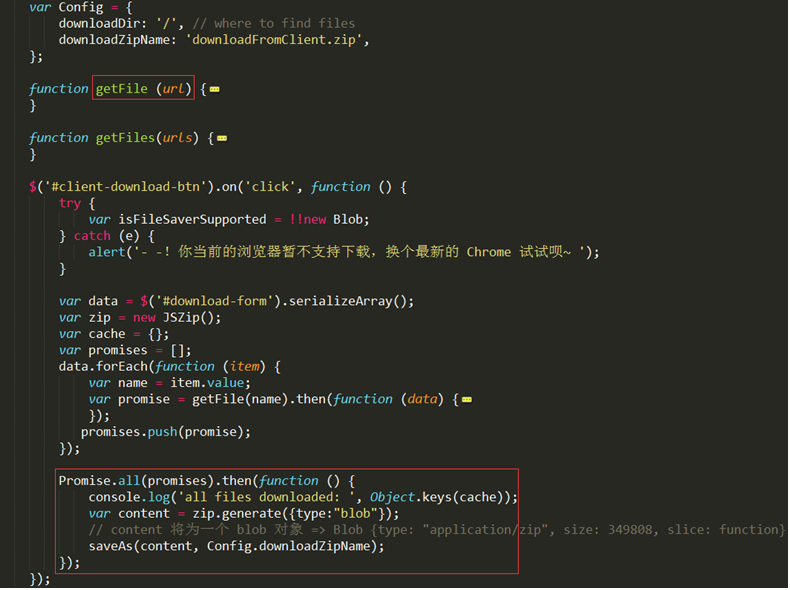 var Config = {
    downloadDir: '/', // where to find files
    downloadZipName: 'downloadFromClient.zip',
};
function getFile (url) {
}
function getFiles(urls) {
}
$('#client-download-btn').on('click', function () {
    try {
        var isFileSaverSupported = !!new Blob;
    } catch (e) {
        alert('- -! 你当前的浏览器暂不支持下载，换个最新的 Chrome 试试呗~ ');
    }
    var data = $('#download-form').serializeArray();
    var zip = new JSZip();
    var cache = {};
    var promises = [];
    data.forEach(function (item) {
        var name = item.value;
        var promise = getFile(name).then(function (data) {
        });
       promises.push(promise);
    });
    Promise.all(promises).then(function () {
        console.log('all files downloaded: ', Object.keys(cache));
        var content = zip.generate({type:"blob"});
        // content 将为一个 blob 对象 => Blob {type: "application/zip", size: 349808, slice: function}
        saveAs(content, Config.downloadZipName);
    });
});